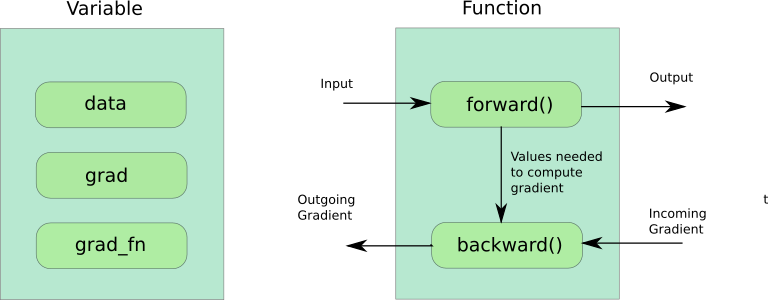 Variable
data
grad
grad_fn
Function
Input
forward()
Output
Values needed
to compute
gradient
Outgoing
Gradient
backward()
Incoming
Gradient
t